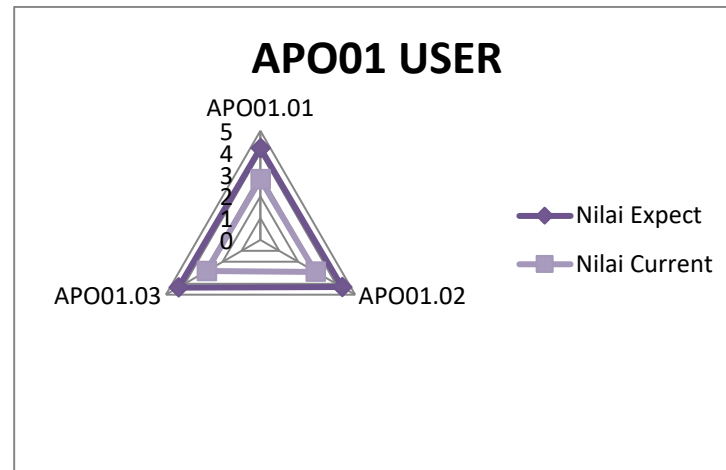 APO01 USER
APO01.01
5
4
3
2
1
0
APO01.03
APO01.02
Nilai Expect
Nilai Current